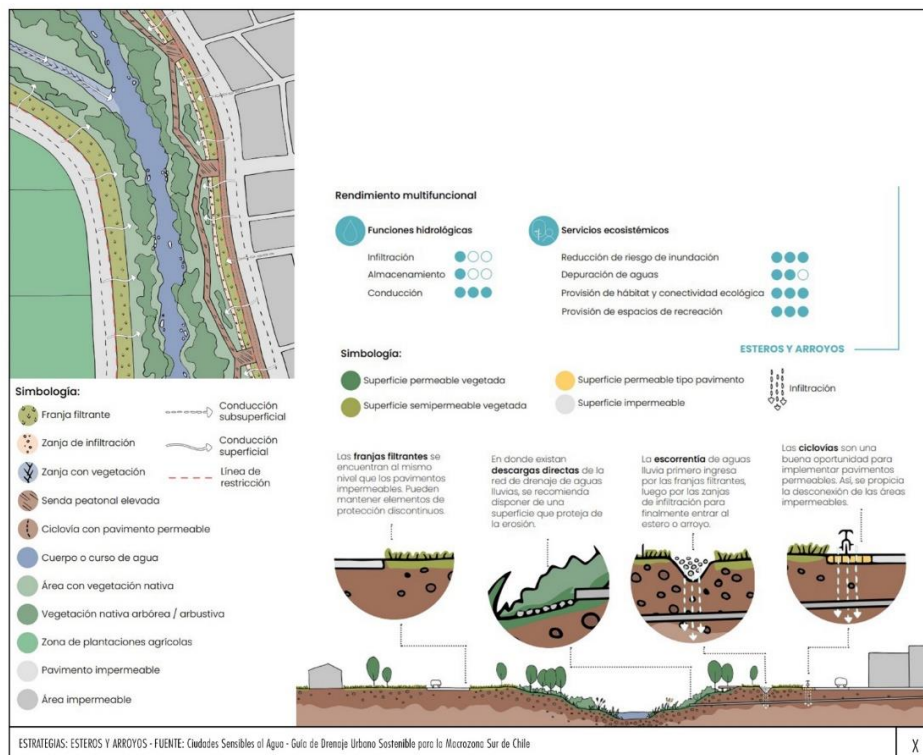 Rendimiento multifuncional
Funciones hidrológicas
Infiltración
Almacenamiento
Conducción
Servicios ecosistémicos
Reducción de riesgo de inundación
Depuración de aguas
Provisión de hábitat y conectividad ecológica
Provisión de espacios de recreación
ESTEROS Y ARROYOS
Simbología:
Superficie permeable vegetada
Superficie semipermeable vegetada
Superficie permeable tipo pavimento
Superficie impermeable
Infiltración
Simbología:
Franja filtrante
Zanja de infiltración
Zanja con vegetación
Senda peatonal elevada
Ciclovía con pavimento permeable
Cuerpo o curso de agua
Área con vegetación nativa
Vegetación nativa arbórea / arbustiva
Zona de plantaciones agrícolas
Pavimento impermeable
Área impermeable
Conducción
subsuperficial
Conducción
superficial
Línea de
restricción
Las franjas filtrantes se
encuentran al mismo
nivel que los pavimentos
impermeables. Pueden
mantener elementos de
protección discontinuos.
En donde existan
descargas directas de la
red de drenaje de aguas
lluvias, se recomienda
disponer de una
superficie que proteja de
la erosión.
La escorrentía de aguas
lluvia primero ingresa
por las franjas filtrantes,
luego por las zanjas
de infiltración para
finalmente entrar al
estero o arroyo.
Las ciclovías son una
buena oportunidad para
implementar pavimentos
permeables. Así, se propicia
la desconexión de las áreas
impermeables.
ESTRATEGIAS: ESTEROS Y ARROYOS - FUENTE: Ciudades Sensibles al Agua - Guía de Drenaje Urbano Sostenible para la Macrozona Sur de Chile
X